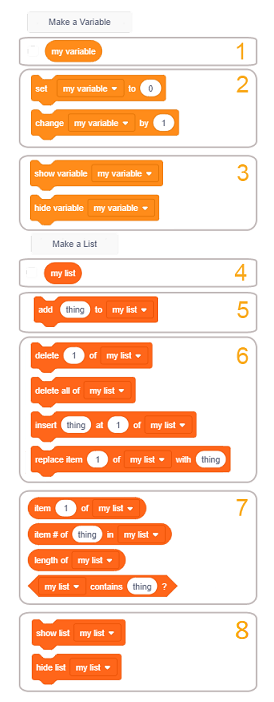 Make a Variable
my variable 1
set my variable to 0 2
change my variable by 1
show variable my variable 3
hide variable my variable
Make a List
my list 4
add thing to my list 5
delete 1 of my list 6
delete all of my list
insert thing at 1 of my list
replace item 1 of my list with thing
item 1 of my list 7
item # of thing in my list
length of my list
my list contains thing ?
show list my list 8
hide list my list